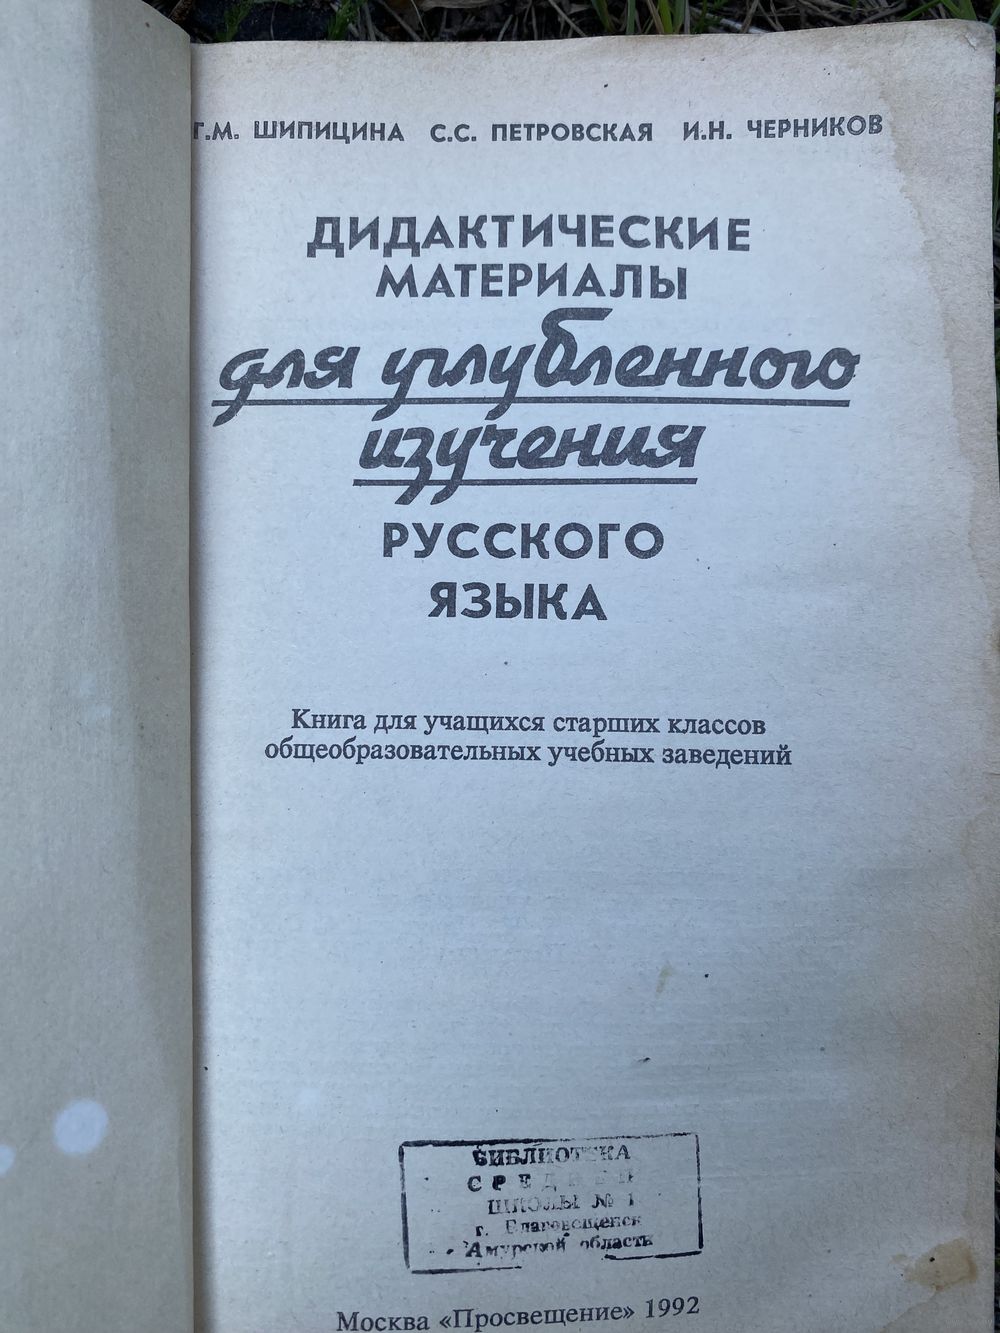 Г.М. ШИПИЦИНА С.С. ПЕТРОВСКАЯ И.Н. ЧЕРНИКОВ
ДИДАКТИЧЕСКИЕ
МАТЕРИАЛЫ
для углубленного
изучения
РУССКОГО
ЯЗЫКА
Книга для учащихся старших классов
общеобразовательных учебных заведений
БИБЛИОТЕКА
СРЕДНЕЙ
ШКОЛЫ № 1
г. Благовещенск
Амурской области
Москва «Просвещение» 1992